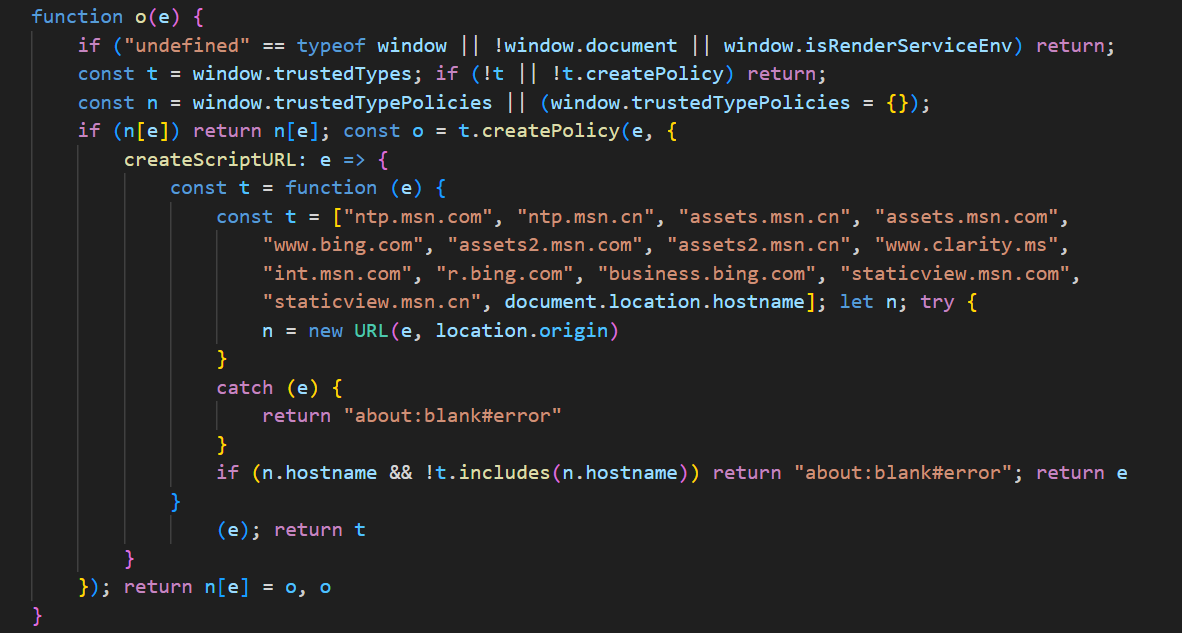 function o(e) {
if ("undefined" == typeof window || !window.document || window.isRenderServiceEnv) return;
const t = window.trustedTypes; if (!t || !t.createPolicy) return;
const n = window.trustedTypePolicies || (window.trustedTypePolicies = {});
if (n[e]) return n[e]; const o = t.createPolicy(e, {
createScriptURL: e => {
const t = function (e) {
const t = ["ntp.msn.com", "ntp.msn.cn", "assets.msn.cn", "assets.msn.com",
"www.bing.com", "assets2.msn.com", "assets2.msn.cn", "www.clarity.ms",
"int.msn.com", "r.bing.com", "business.bing.com", "staticview.msn.com",
"staticview.msn.cn", document.location.hostname]; let n; try {
n = new URL(e, location.origin)
}
catch (e) {
return "about:blank#error"
}
if (n.hostname && !t.includes(n.hostname)) return "about:blank#error"; return e
}
(e); return t
}
}); return n[e] = o, o
}